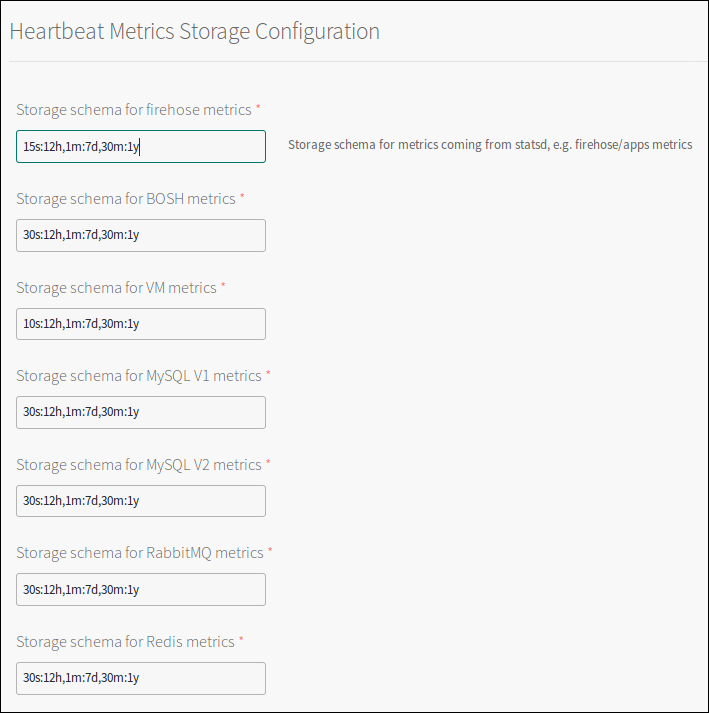 Heartbeat Metrics Storage Configuration
Storage schema for firehose metrics *
15s:12h,1m:7d,30m:1y
Storage schema for metrics coming from statsd, e.g. firehose/apps metrics
Storage schema for BOSH metrics *
30s:12h,1m:7d,30m:1y
Storage schema for VM metrics *
10s:12h,1m:7d,30m:1y
Storage schema for MySQL V1 metrics *
30s:12h,1m:7d,30m:1y
Storage schema for MySQL V2 metrics *
30s:12h,1m:7d,30m:1y
Storage schema for RabbitMQ metrics *
30s:12h,1m:7d,30m:1y
Storage schema for Redis metrics *
30s:12h,1m:7d,30m:1y